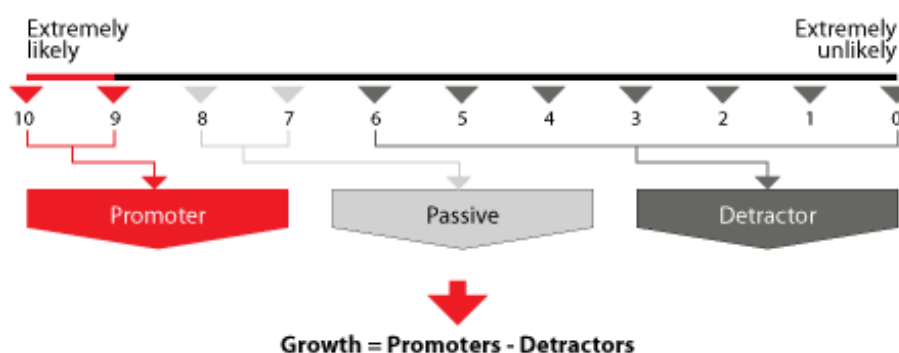 Extremely likely
Extremely unlikely
10 9 8 7 6 5 4 3 2 1 0
Promoter Passive Detractor
Growth = Promoters - Detractors